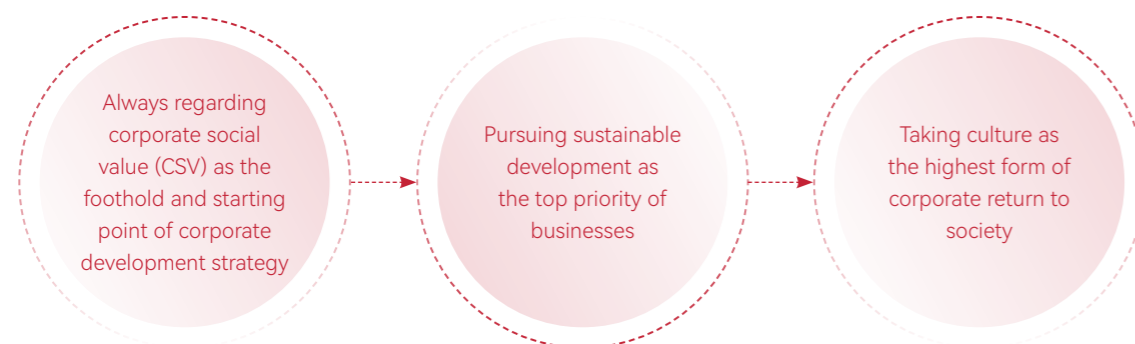 Always regarding
corporate social
value (CSV) as the
foothold and starting
point of corporate
development strategy
Pursuing sustainable
development as
the top priority of
businesses
Taking culture as
the highest form of
corporate return to
society